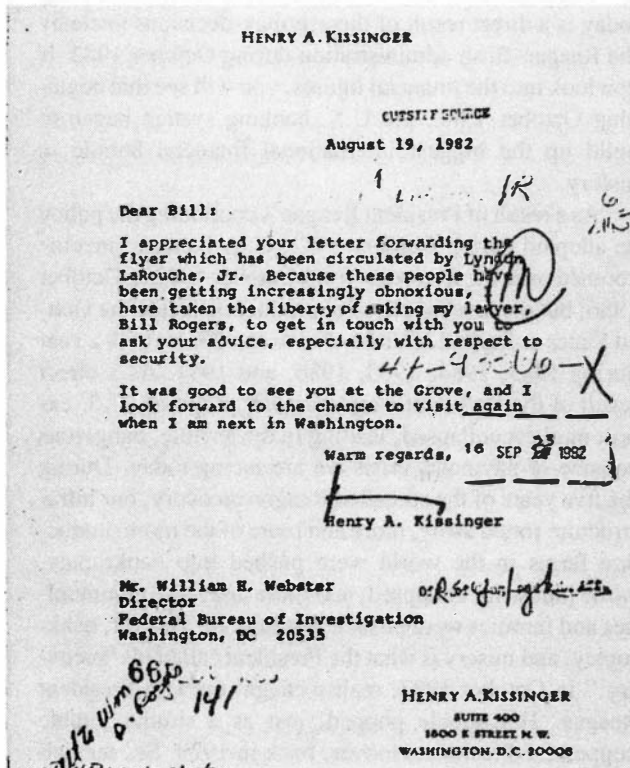 HENRY A. KISSINGER
OUTSIDE SOURCE
August 19, 1982
Dear Bill:
I appreciated your letter forwarding the
flyer which has been circulated by Lyndon
LaRouche, Jr. Because these people have
been getting increasingly obnoxious, I
have taken the liberty of asking my lawyer,
Bill Rogers, to get in touch with you to
ask your advice, especially with respect to
security.
It was good to see you at the Grove, and I
look forward to the chance to visit again
when I am next in Washington.
Warm regards,
16 SEP 23 1982
Henry A. Kissinger
Mr. William H. Webster
Director
Federal Bureau of Investigation
Washington, DC 20535
66
HENRY A. KISSINGER
SUITE 400
1800 K STREET, N. W.
WASHINGTON, D.C. 20006